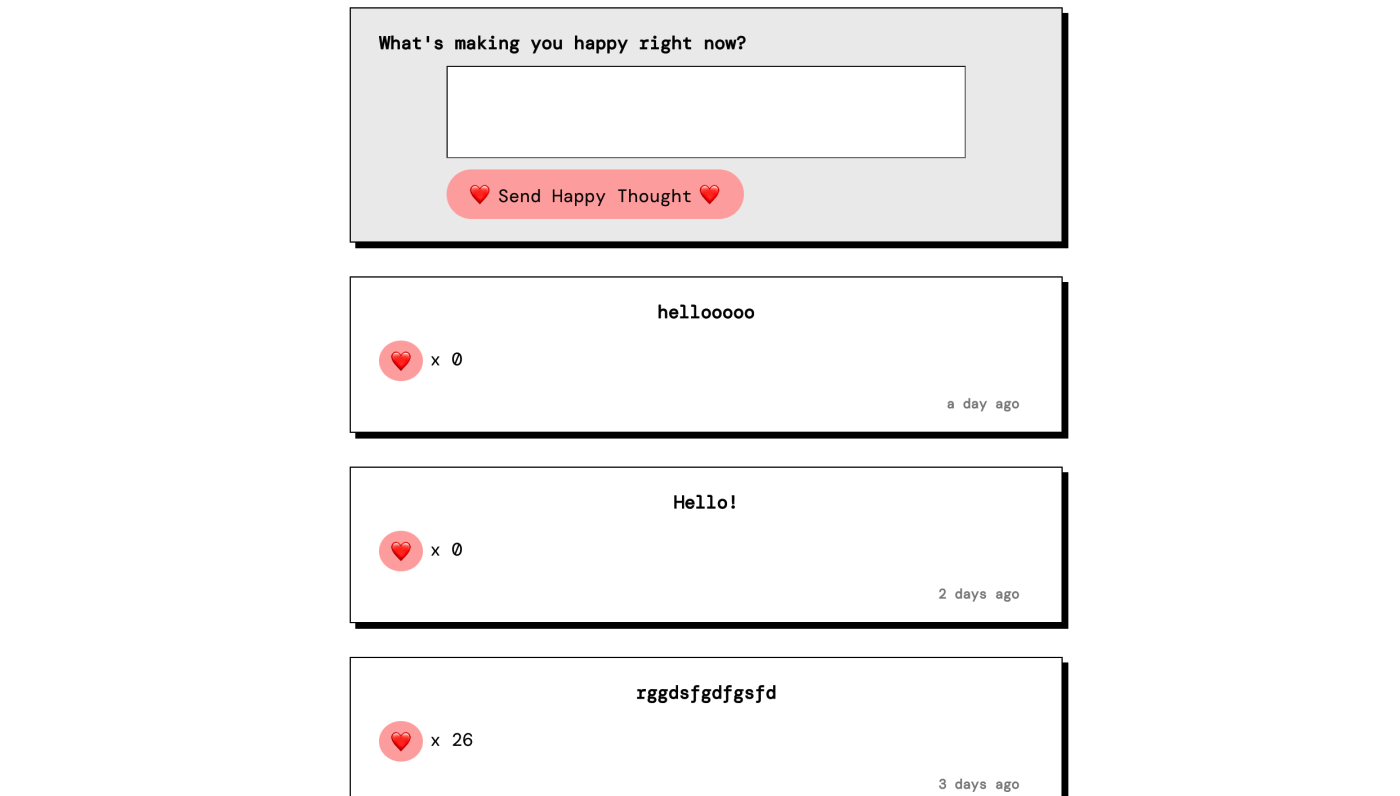 What's making you happy right now?
❤️ Send Happy Thought ❤️
hellooooo
❤️ x 0
a day ago
Hello!
❤️ x 0
2 days ago
rggdsfgdfgsfd
❤️ x 26
3 days ago